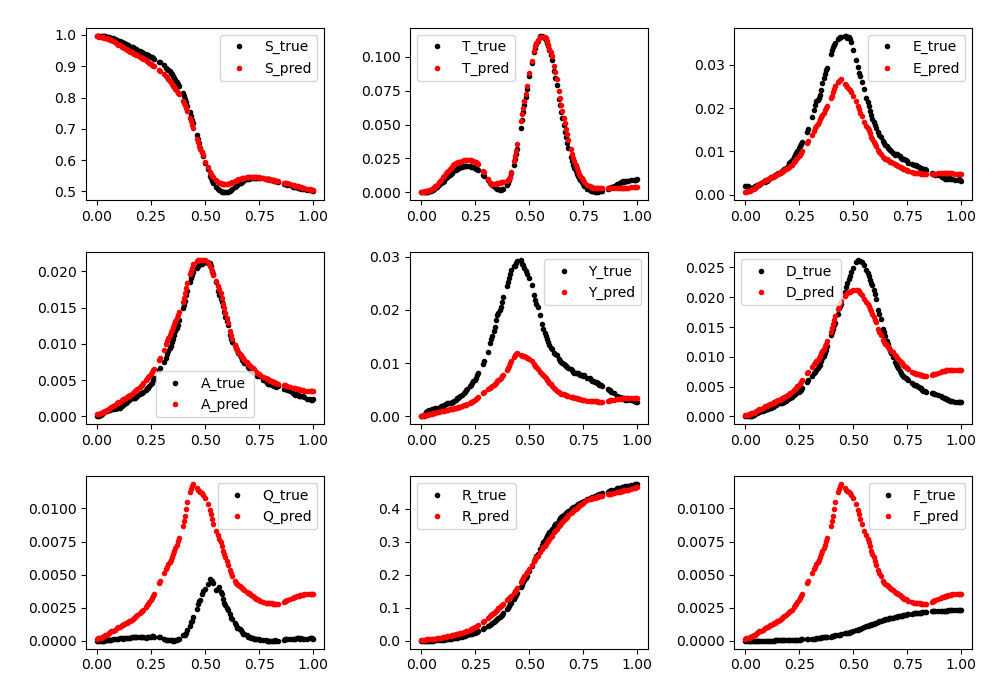 1.0
0.9
0.8
0.7
0.6
0.5
S_true
S_pred
0.00 0.25 0.50 0.75 1.00
0.100
0.075
0.050
0.025
0.000
T_true
T_pred
0.00 0.25 0.50 0.75 1.00
0.03
0.02
0.01
0.00
E_true
E_pred
0.00 0.25 0.50 0.75 1.00
0.020
0.015
0.010
0.005
0.000
A_true
A_pred
0.00 0.25 0.50 0.75 1.00
0.03
0.02
0.01
0.00
Y_true
Y_pred
0.00 0.25 0.50 0.75 1.00
0.025
0.020
0.015
0.010
0.005
0.000
D_true
D_pred
0.00 0.25 0.50 0.75 1.00
0.0100
0.0075
0.0050
0.0025
0.0000
Q_true
Q_pred
0.00 0.25 0.50 0.75 1.00
0.4
0.3
0.2
0.1
0.0
R_true
R_pred
0.00 0.25 0.50 0.75 1.00
0.0100
0.0075
0.0050
0.0025
0.0000
F_true
F_pred
0.00 0.25 0.50 0.75 1.00